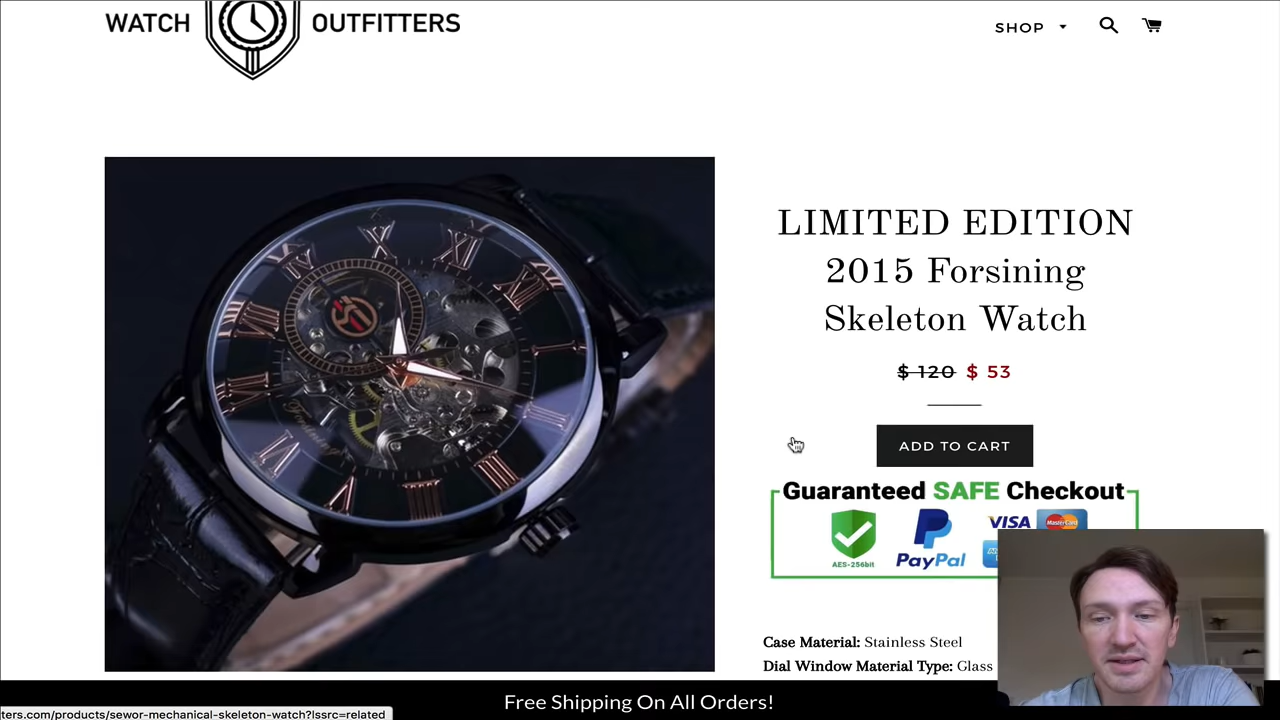 WATCH OUTFITTERS
SHOP
LIMITED EDITION
2015 Forsining
Skeleton Watch
$ 120 $ 53
ADD TO CART
Guaranteed SAFE Checkout
AES-256bit
PayPal
VISA
MasterCard
Case Material: Stainless Steel
Dial Window Material Type: Glass
Free Shipping On All Orders!
ters.com/products/sewor-mechanical-skeleton-watch?lssrc=related